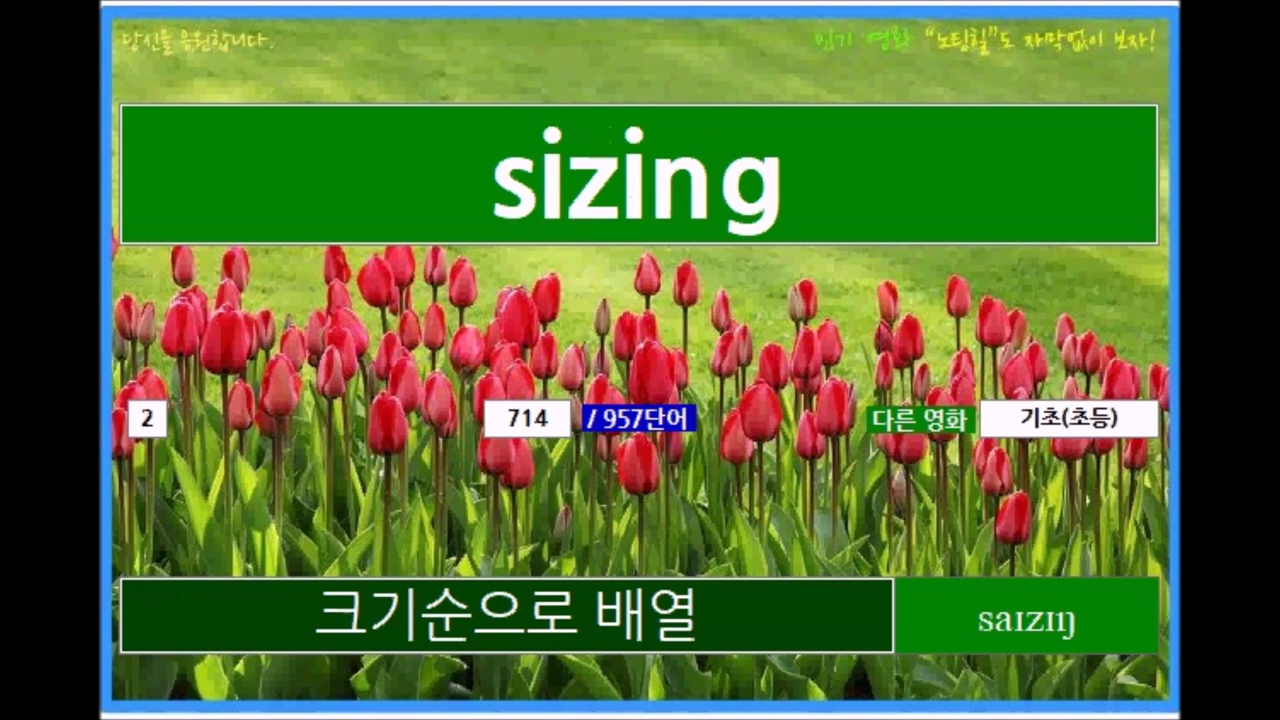 당신을 응원합니다.
인기 영화 “노팅힐”도 자막없이 보자!
sizing
2
714 / 957단어
다른 영화 기초(초등)
크기순으로 배열
saɪzɪŋ